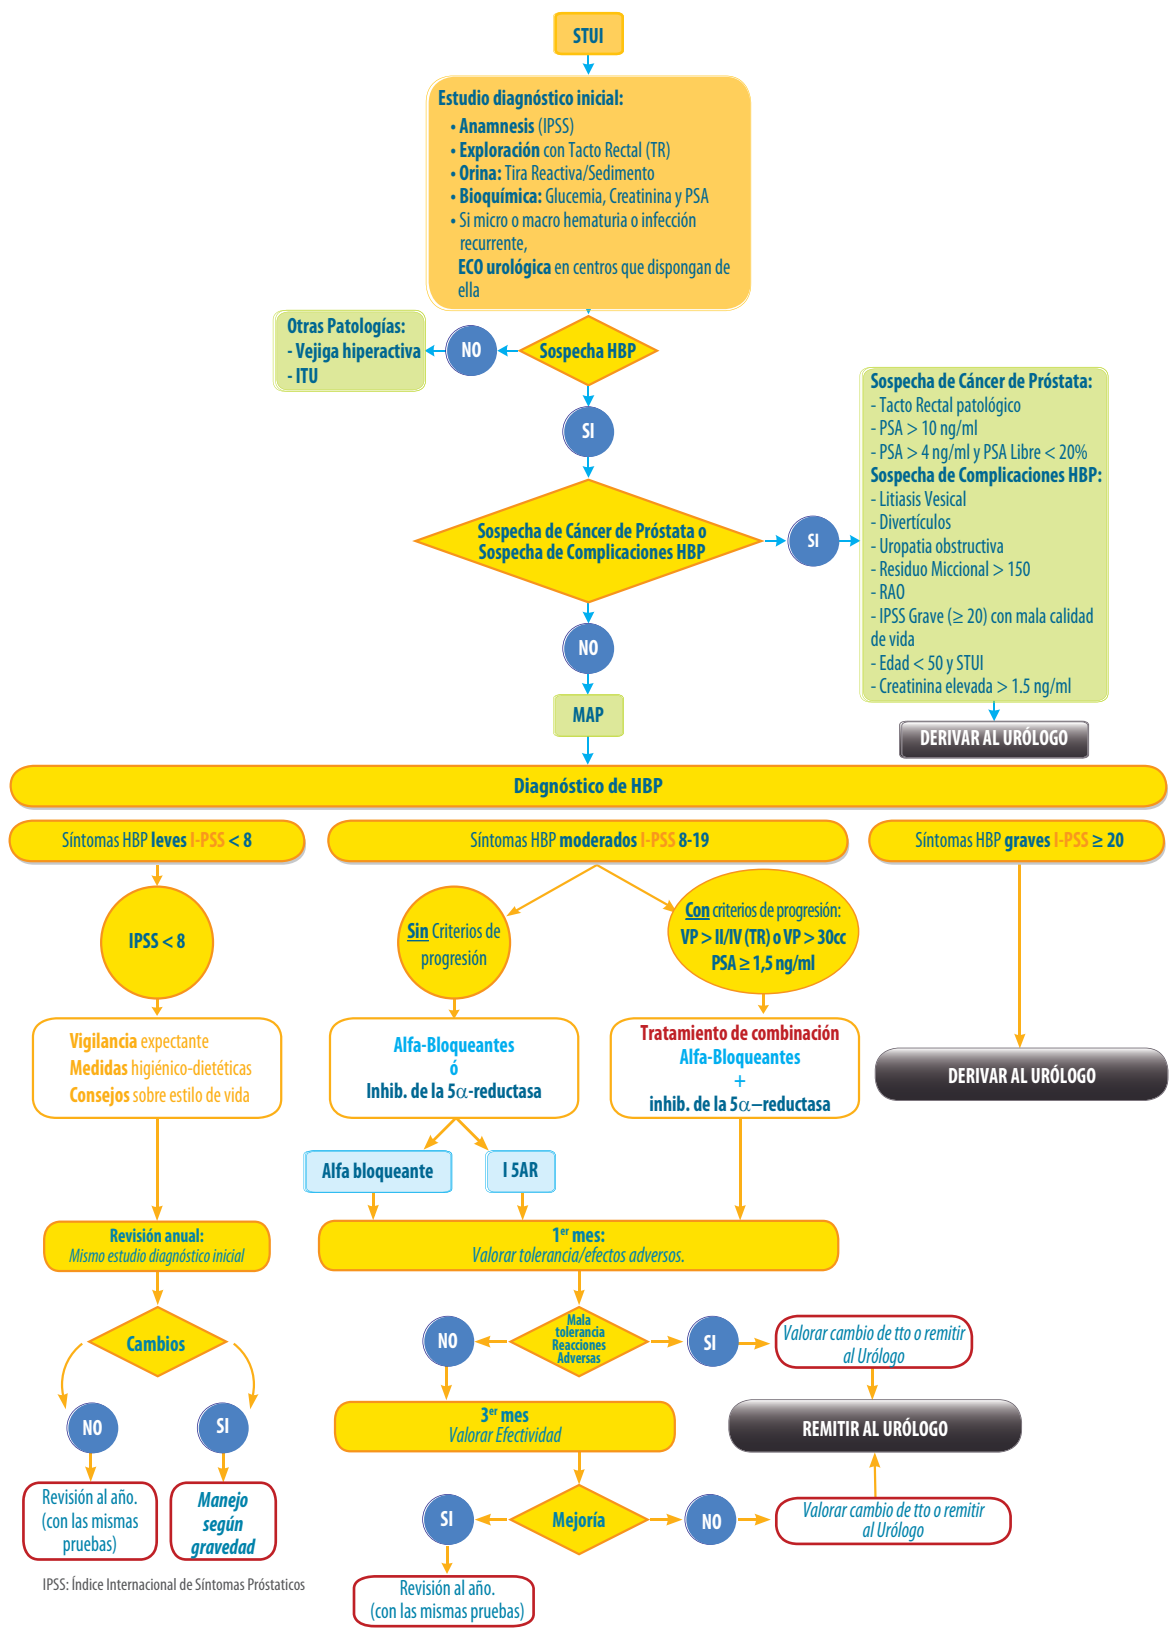 STUI
Estudio diagnóstico inicial:
• Anamnesis (IPSS)
• Exploración con Tacto Rectal (TR)
• Orina: Tira Reactiva/Sedimento
• Bioquímica: Glucemia, Creatinina y PSA
• Si micro o macro hematuria o infección
recurrente,
ECO urológica en centros que dispongan de
ella
Otras Patologías:
- Vejiga hiperactiva
- ITU
NO
Sospecha HBP
SI
Sospecha de Cáncer de Próstata o
Sospecha de Complicaciones HBP
SI
Sospecha de Cáncer de Próstata:
- Tacto Rectal patológico
- PSA > 10 ng/ml
- PSA > 4 ng/ml y PSA Libre < 20%
Sospecha de Complicaciones HBP:
- Litiasis Vesical
- Divertículos
- Uropatia obstructiva
- Residuo Miccional > 150
- RAO
- IPSS Grave (≥ 20) con mala calidad
de vida
- Edad < 50 y STUI
- Creatinina elevada > 1.5 ng/ml
DERIVAR AL URÓLOGO
NO
MAP
Diagnóstico de HBP
Síntomas HBP leves I-PSS < 8
Síntomas HBP moderados I-PSS 8-19
Síntomas HBP graves I-PSS ≥ 20
IPSS < 8
Sin Criterios de
progresión
Con criterios de progresión:
VP > II/IV (TR) o VP > 30cc
PSA ≥ 1,5 ng/ml
Vigilancia expectante
Medidas higiénico-dietéticas
Consejos sobre estilo de vida
Alfa-Bloqueantes
ó
Inhib. de la 5α-reductasa
Tratamiento de combinación
Alfa-Bloqueantes
+
inhib. de la 5α–reductasa
DERIVAR AL URÓLOGO
Alfa bloqueante
I 5AR
Revisión anual:
Mismo estudio diagnóstico inicial
1er mes:
Valorar tolerancia/efectos adversos.
Cambios
NO
Mala
tolerancia
Reacciones
Adversas
SI
Valorar cambio de tto o remitir
al Urólogo
NO
SI
3er mes
Valorar Efectividad
REMITIR AL URÓLOGO
Revisión al año.
(con las mismas
pruebas)
Manejo
según
gravedad
SI
Mejoría
NO
Valorar cambio de tto o remitir
al Urólogo
Revisión al año.
(con las mismas pruebas)
IPSS: Índice Internacional de Síntomas Próstaticos